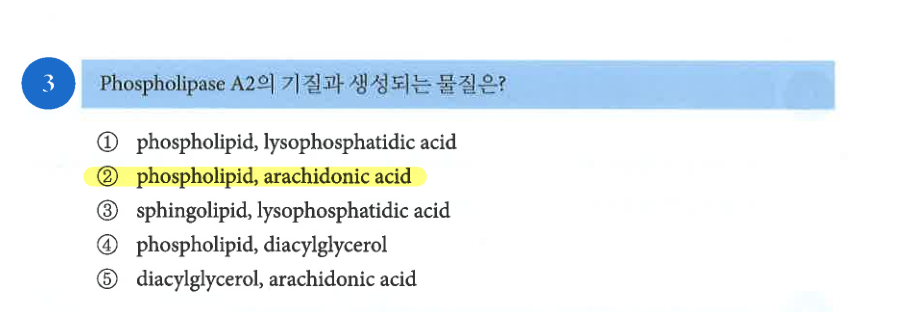 3
Phospholipase A2의 기질과 생성되는 물질은?
① phospholipid, lysophosphatidic acid
② phospholipid, arachidonic acid
③ sphingolipid, lysophosphatidic acid
④ phospholipid, diacylglycerol
⑤ diacylglycerol, arachidonic acid